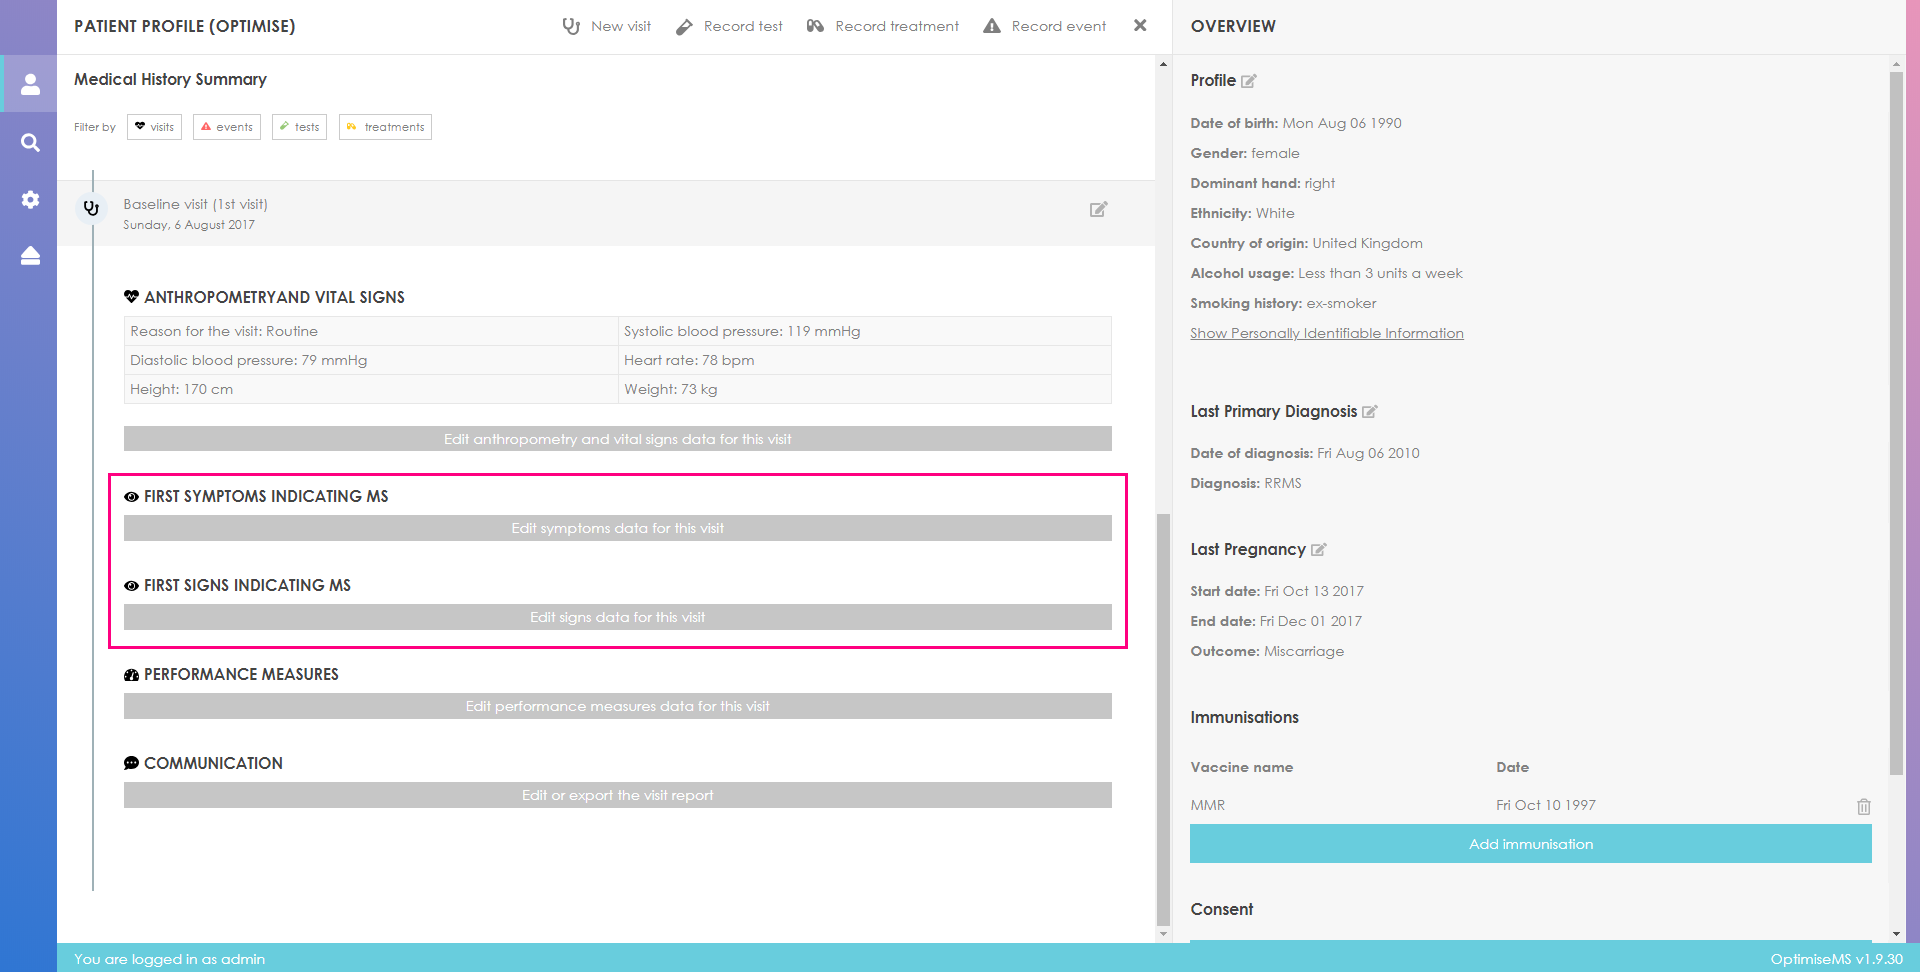 PATIENT PROFILE (OPTIMISE)
New visit
Record test
Record treatment
Record event
Medical History Summary
Filter by
visits
events
tests
treatments
Baseline visit (1st visit)
Sunday, 6 August 2017
ANTHROPOMETRYAND VITAL SIGNS
Reason for the visit: Routine
Systolic blood pressure: 119 mmHg
Diastolic blood pressure: 79 mmHg
Heart rate: 78 bpm
Height: 170 cm
Weight: 73 kg
Edit anthropometry and vital signs data for this visit
FIRST SYMPTOMS INDICATING MS
Edit symptoms data for this visit
FIRST SIGNS INDICATING MS
Edit signs data for this visit
PERFORMANCE MEASURES
Edit performance measures data for this visit
COMMUNICATION
Edit or export the visit report
OVERVIEW
Profile
Date of birth: Mon Aug 06 1990
Gender: female
Dominant hand: right
Ethnicity: White
Country of origin: United Kingdom
Alcohol usage: Less than 3 units a week
Smoking history: ex-smoker
Show Personally Identifiable Information
Last Primary Diagnosis
Date of diagnosis: Fri Aug 06 2010
Diagnosis: RRMS
Last Pregnancy
Start date: Fri Oct 13 2017
End date: Fri Dec 01 2017
Outcome: Miscarriage
Immunisations
Vaccine name
Date
MMR
Fri Oct 10 1997
Add immunisation
Consent
You are logged in as admin
OptimiseMS v1.9.30